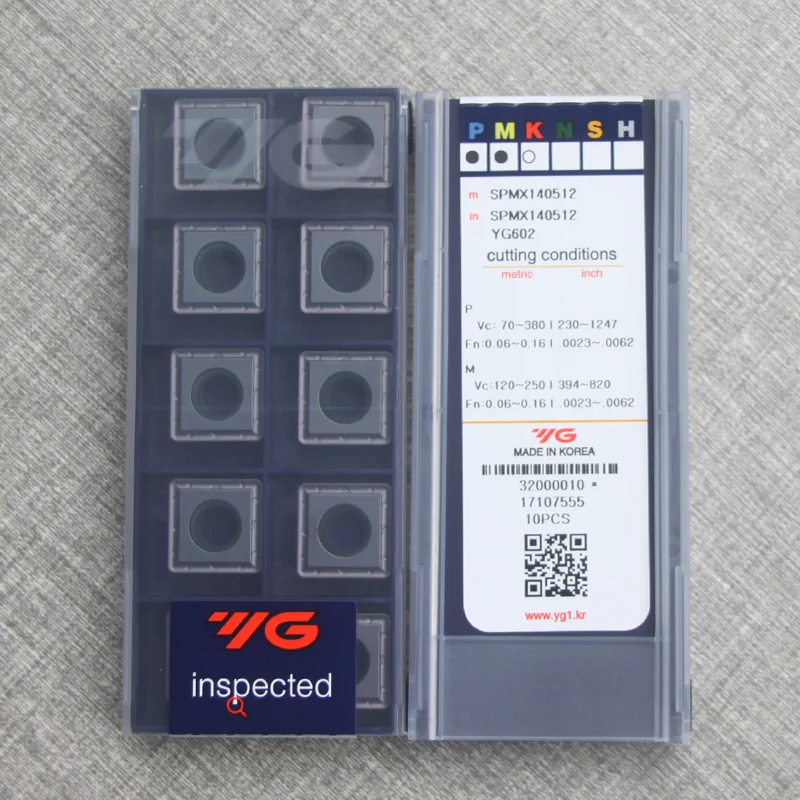 YG
YG
inspected
P M K N S H
m SPMX140512
in SPMX140512
YG602
cutting conditions
metric inch
P
Vc: 70~380 | 230~1247
Fn:0.06~0.16 | .0023~.0062
M
Vc:120~250 | 394~820
Fn:0.06~0.16 | .0023~.0062
YG
MADE IN KOREA
32000010 *
17107555
10PCS
www.yg1.kr